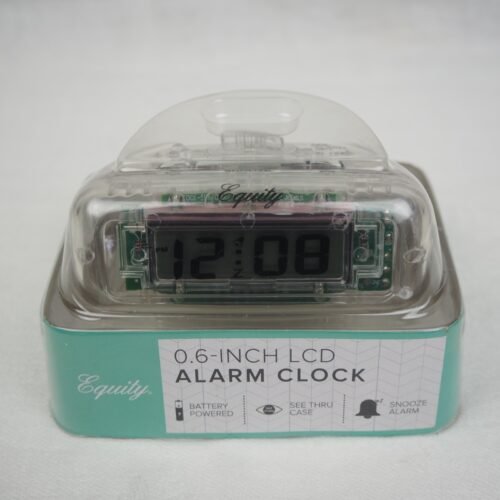 Equity
12:08
0.6-INCH LCD
ALARM CLOCK
Equity
BATTERY
POWERED
SEE THRU
CASE
SNOOZE
ALARM